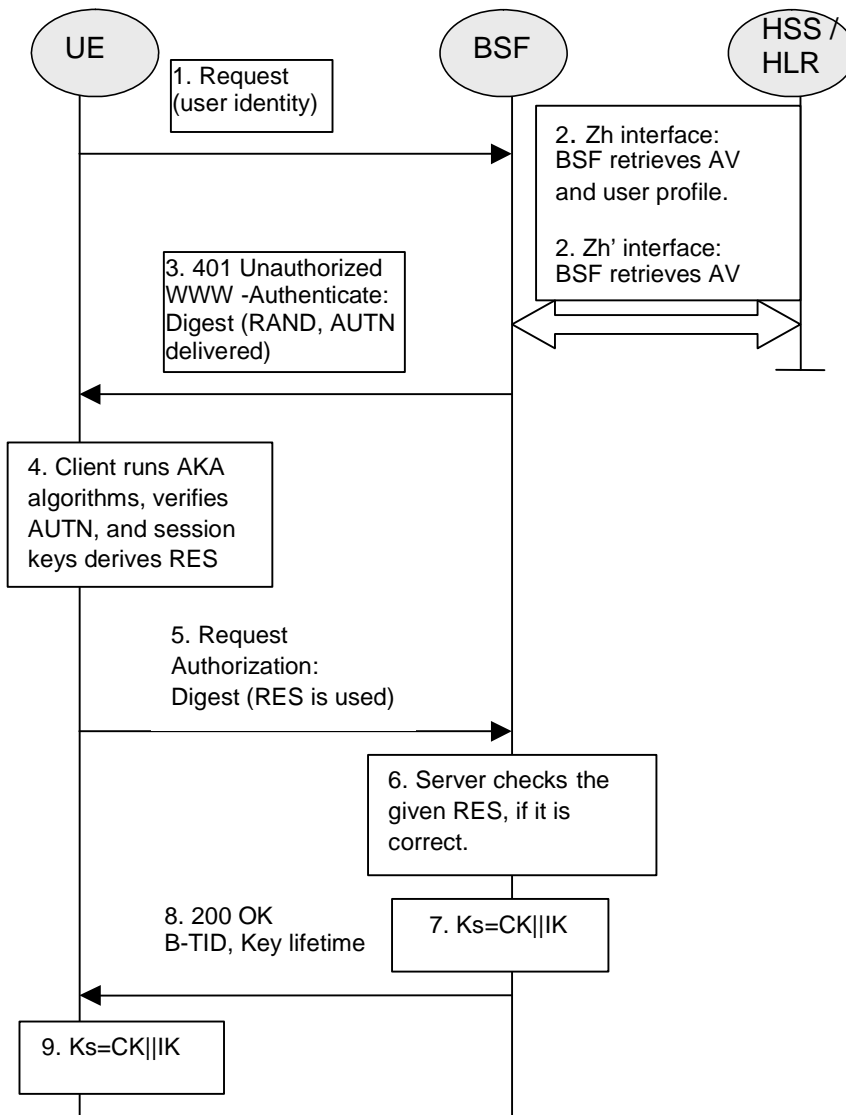 UE
BSF
HSS /
HLR
1. Request
(user identity)
2. Zh interface:
BSF retrieves AV
and user profile.
2. Zh’ interface:
BSF retrieves AV
3. 401 Unauthorized
WWW -Authenticate:
Digest (RAND, AUTN
delivered)
4. Client runs AKA
algorithms, verifies
AUTN, and session
keys derives RES
5. Request
Authorization:
Digest (RES is used)
6. Server checks the
given RES, if it is
correct.
7. Ks=CK||IK
8. 200 OK
B-TID, Key lifetime
9. Ks=CK||IK